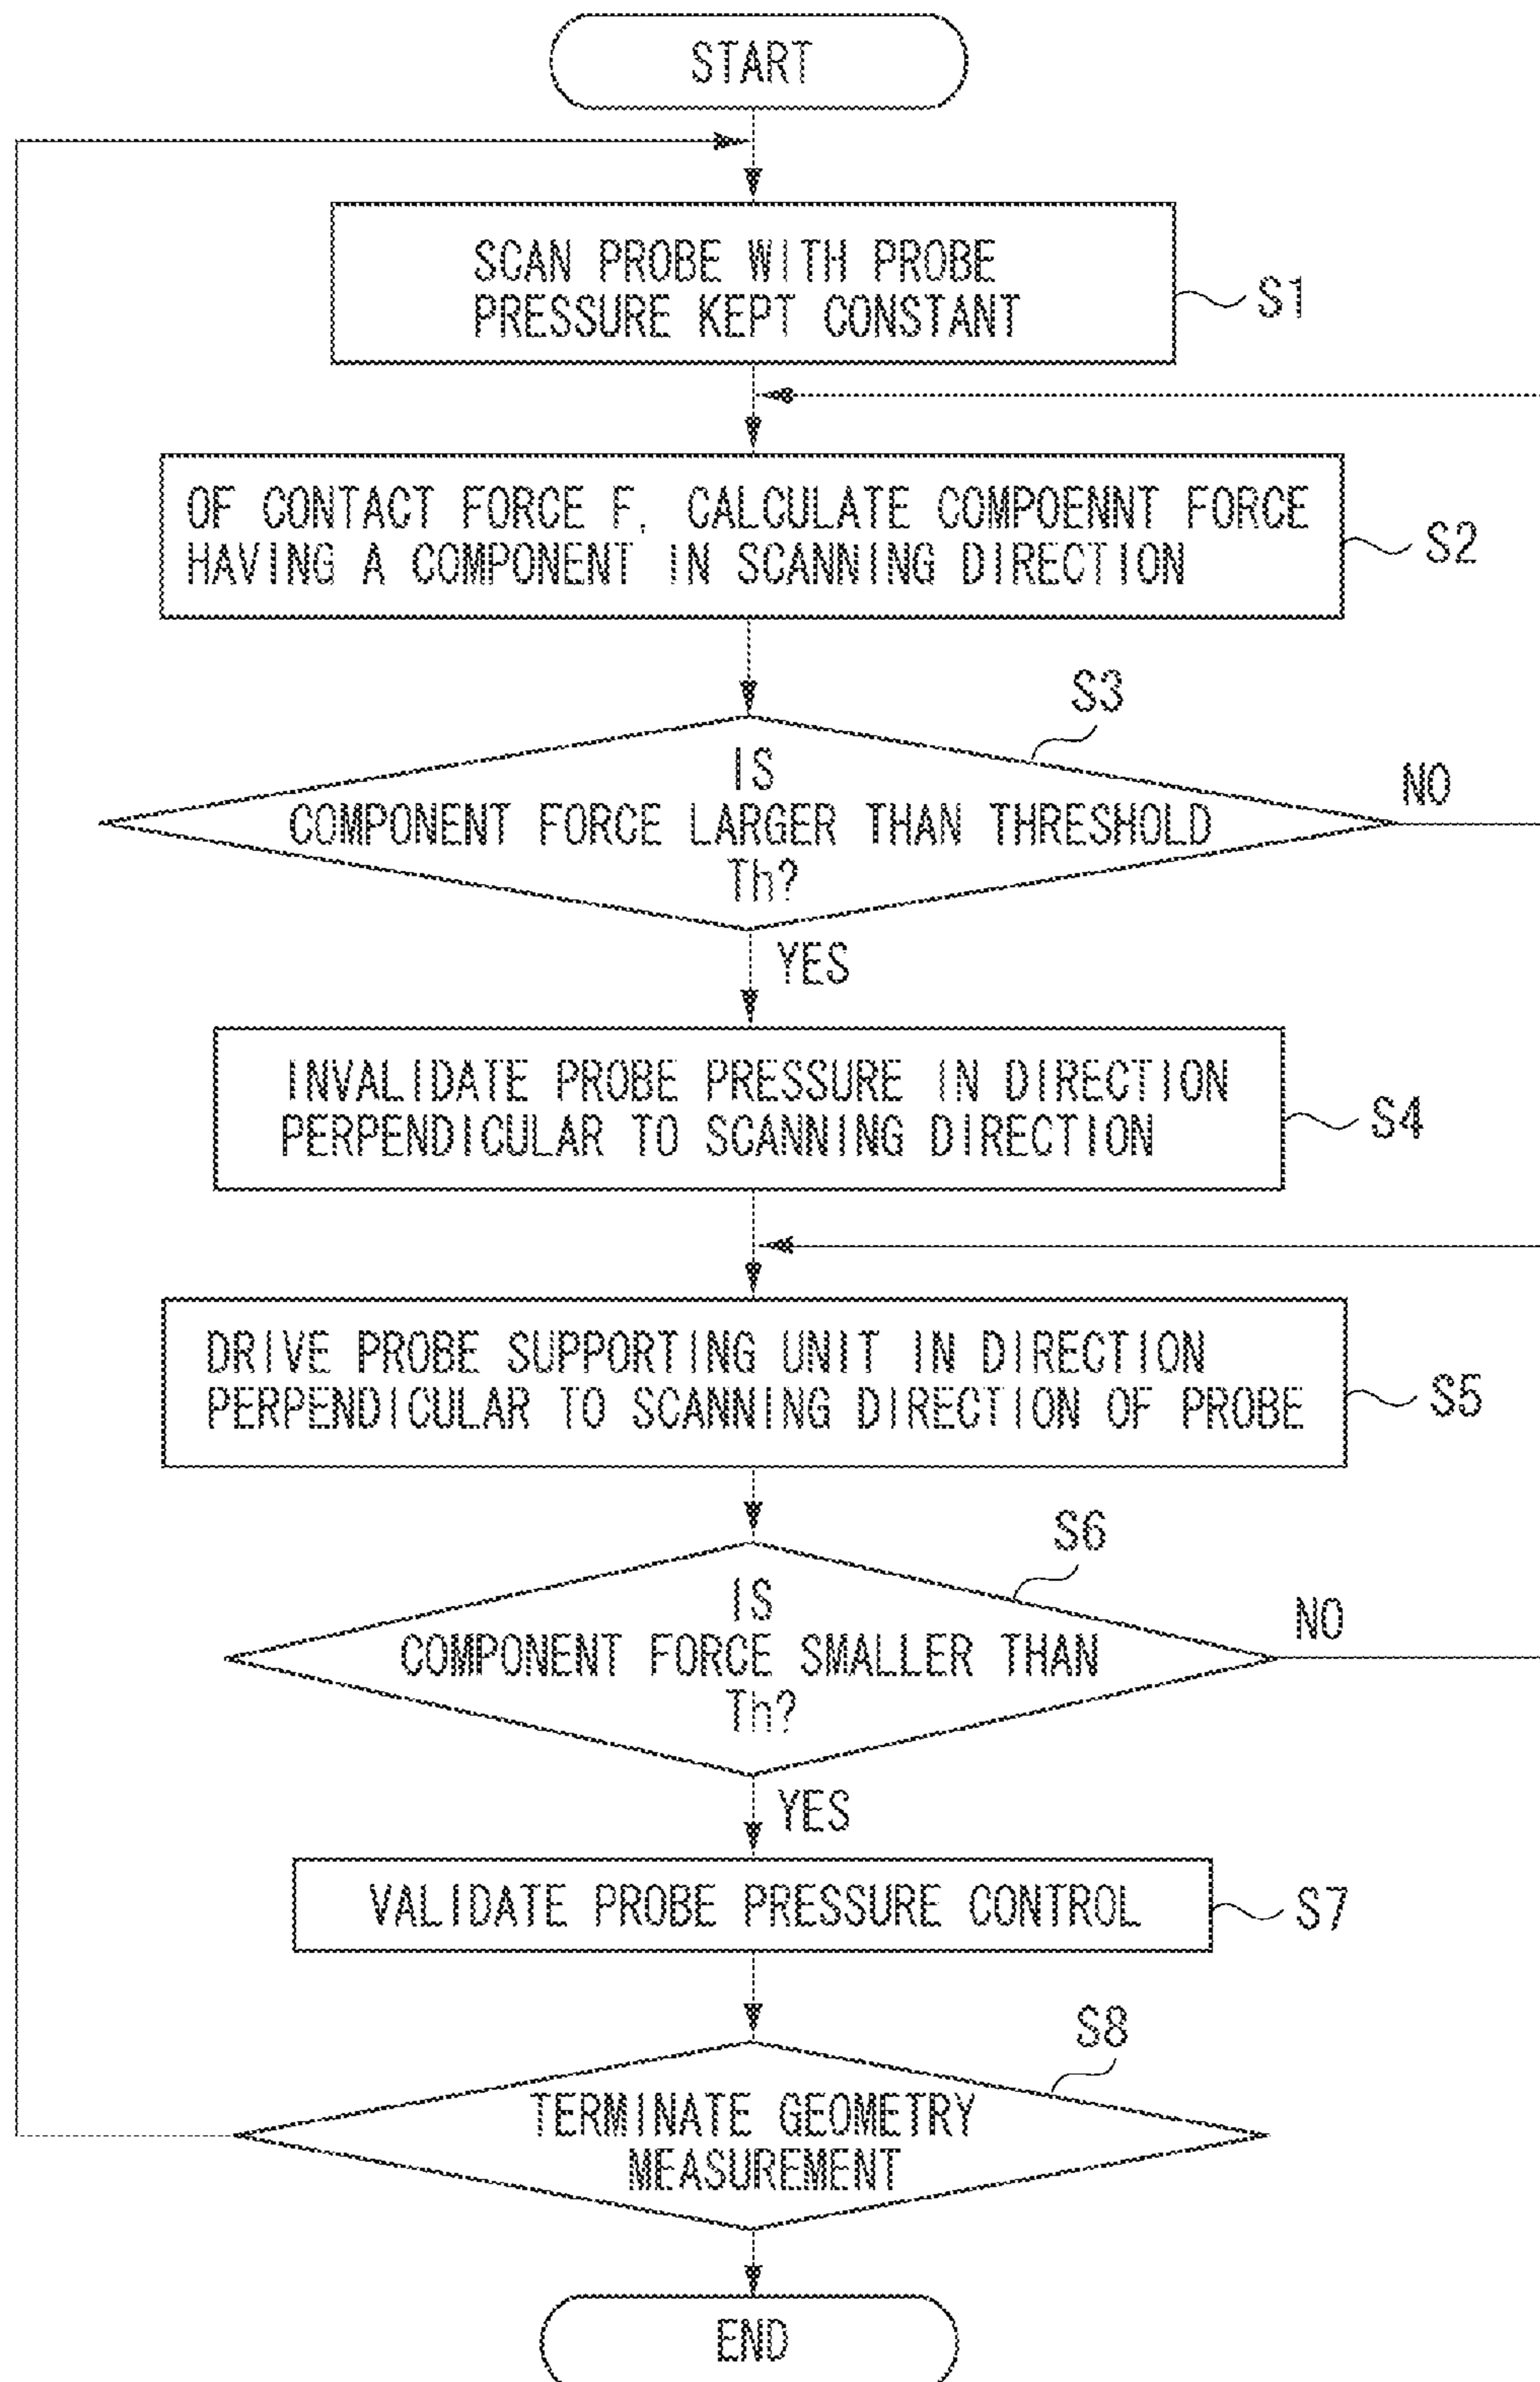 START
SCAN PROBE WITH PROBE
PRESSURE KEPT CONSTANT
S1
OF CONTACT FORCE F, CALCULATE COMPOENNT FORCE
HAVING A COMPONENT IN SCANNING DIRECTION
S2
S3
IS
COMPONENT FORCE LARGER THAN THRESHOLD
Th?
NO
YES
INVALIDATE PROBE PRESSURE IN DIRECTION
PERPENDICULAR TO SCANNING DIRECTION
S4
DRIVE PROBE SUPPORTING UNIT IN DIRECTION
PERPENDICULAR TO SCANNING DIRECTION OF PROBE
S5
S6
IS
COMPONENT FORCE SMALLER THAN
Th?
NO
YES
VALIDATE PROBE PRESSURE CONTROL
S7
S8
TERMINATE GEOMETRY
MEASUREMENT
END